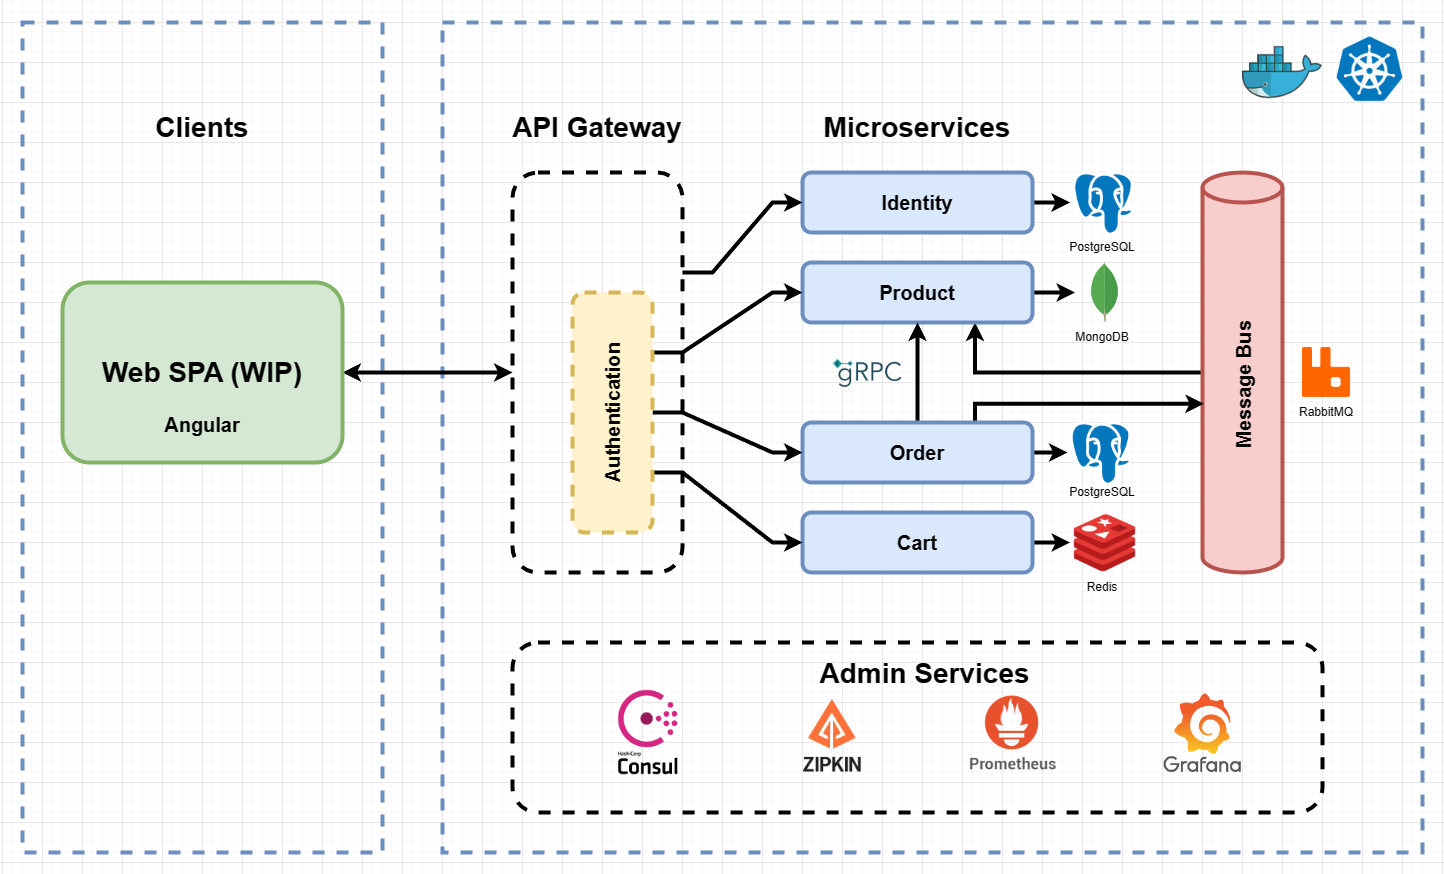 Clients
API Gateway
Microservices
Web SPA (WIP)
Angular
Authentication
Identity
PostgreSQL
Product
MongoDB
gRPC
Order
PostgreSQL
Cart
Redis
Message Bus
RabbitMQ
Admin Services
HashiCorp
Consul
ZIPKIN
Prometheus
Grafana